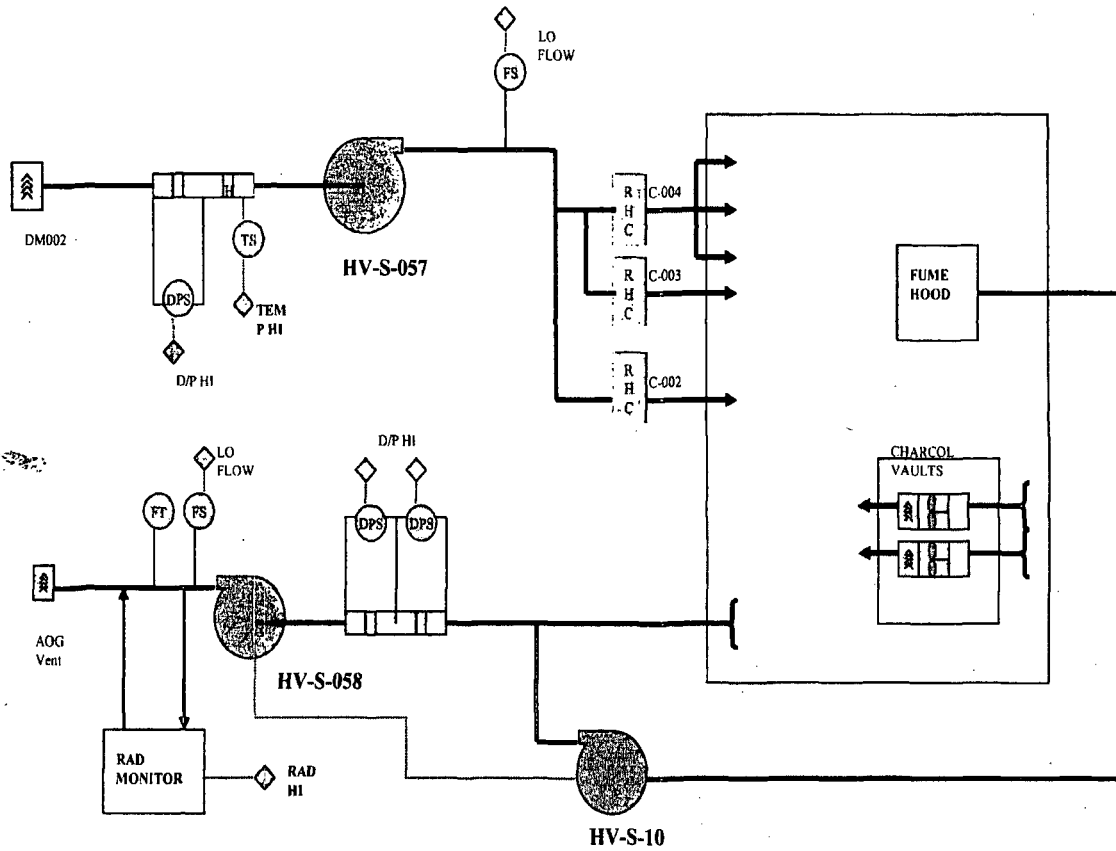 LO
FLOW
FS
DM002
H
TS
HV-S-057
DPS
TEM
P HI
D/P HI
R
H
C
C-004
R
H
C
C-003
R
H
C
C-002
FUME
HOOD
LO
FLOW
D/P HI
FT
FS
DPS
DPS
CHARCOL
VAULTS
AOG
Vent
HV-S-058
RAD
MONITOR
RAD
HI
HV-S-10